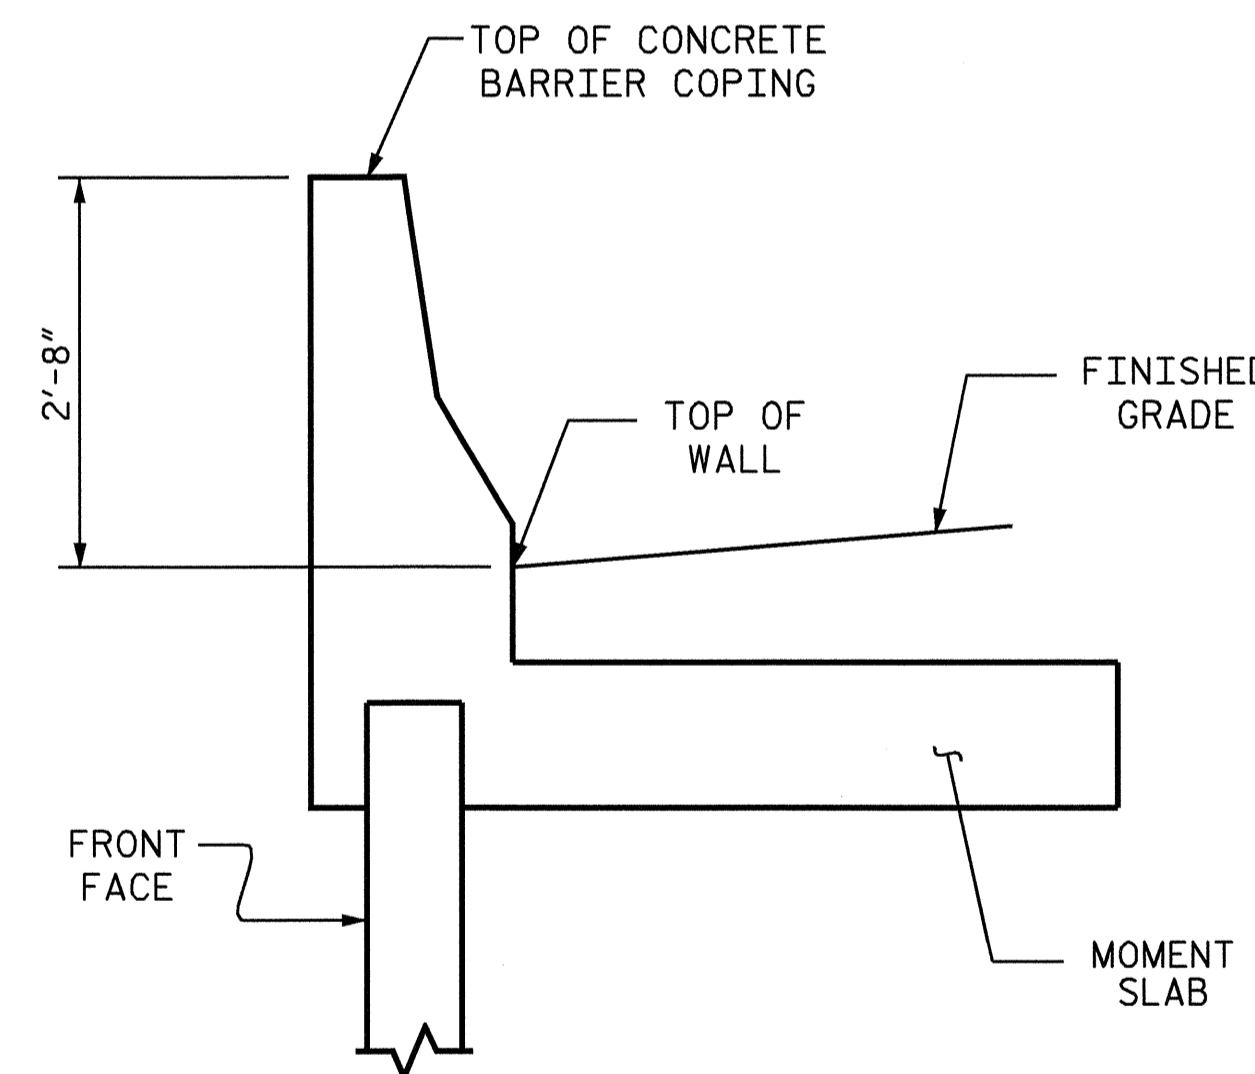 TOP OF CONCRETE
BARRIER COPING
2'-8"
FINISHED
GRADE
TOP OF
WALL
FRONT
FACE
MOMENT
SLAB